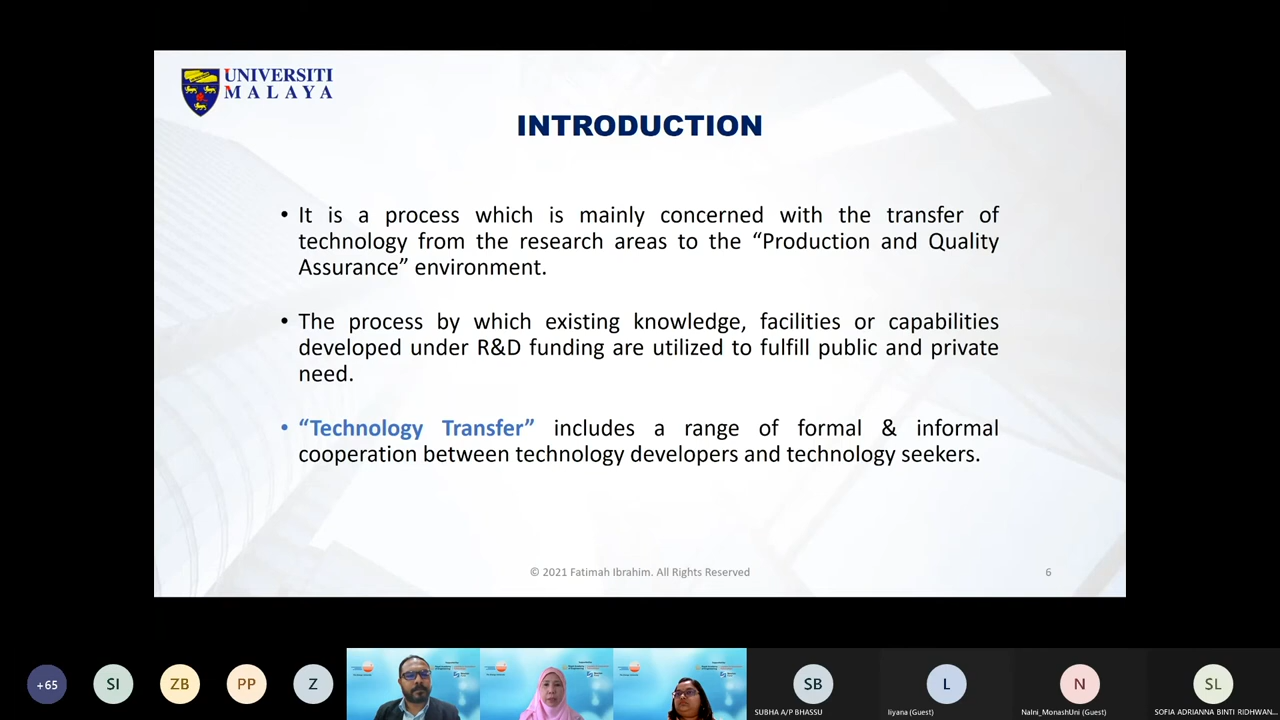 UNIVERSITI
MALAYA
INTRODUCTION
• It is a process which is mainly concerned with the transfer of
technology from the research areas to the “Production and Quality
Assurance” environment.
• The process by which existing knowledge, facilities or capabilities
developed under R&D funding are utilized to fulfill public and private
need.
• “Technology Transfer” includes a range of formal & informal
cooperation between technology developers and technology seekers.
© 2021 Fatimah Ibrahim. All Rights Reserved
6
+65
SI
ZB
PP
Z
SB
L
N
SL
SUBHA A/P BHASSU
liyana (Guest)
Nalni_MonashUni (Guest)
SOFIA ADRIANNA BINTI RIDHWAN...